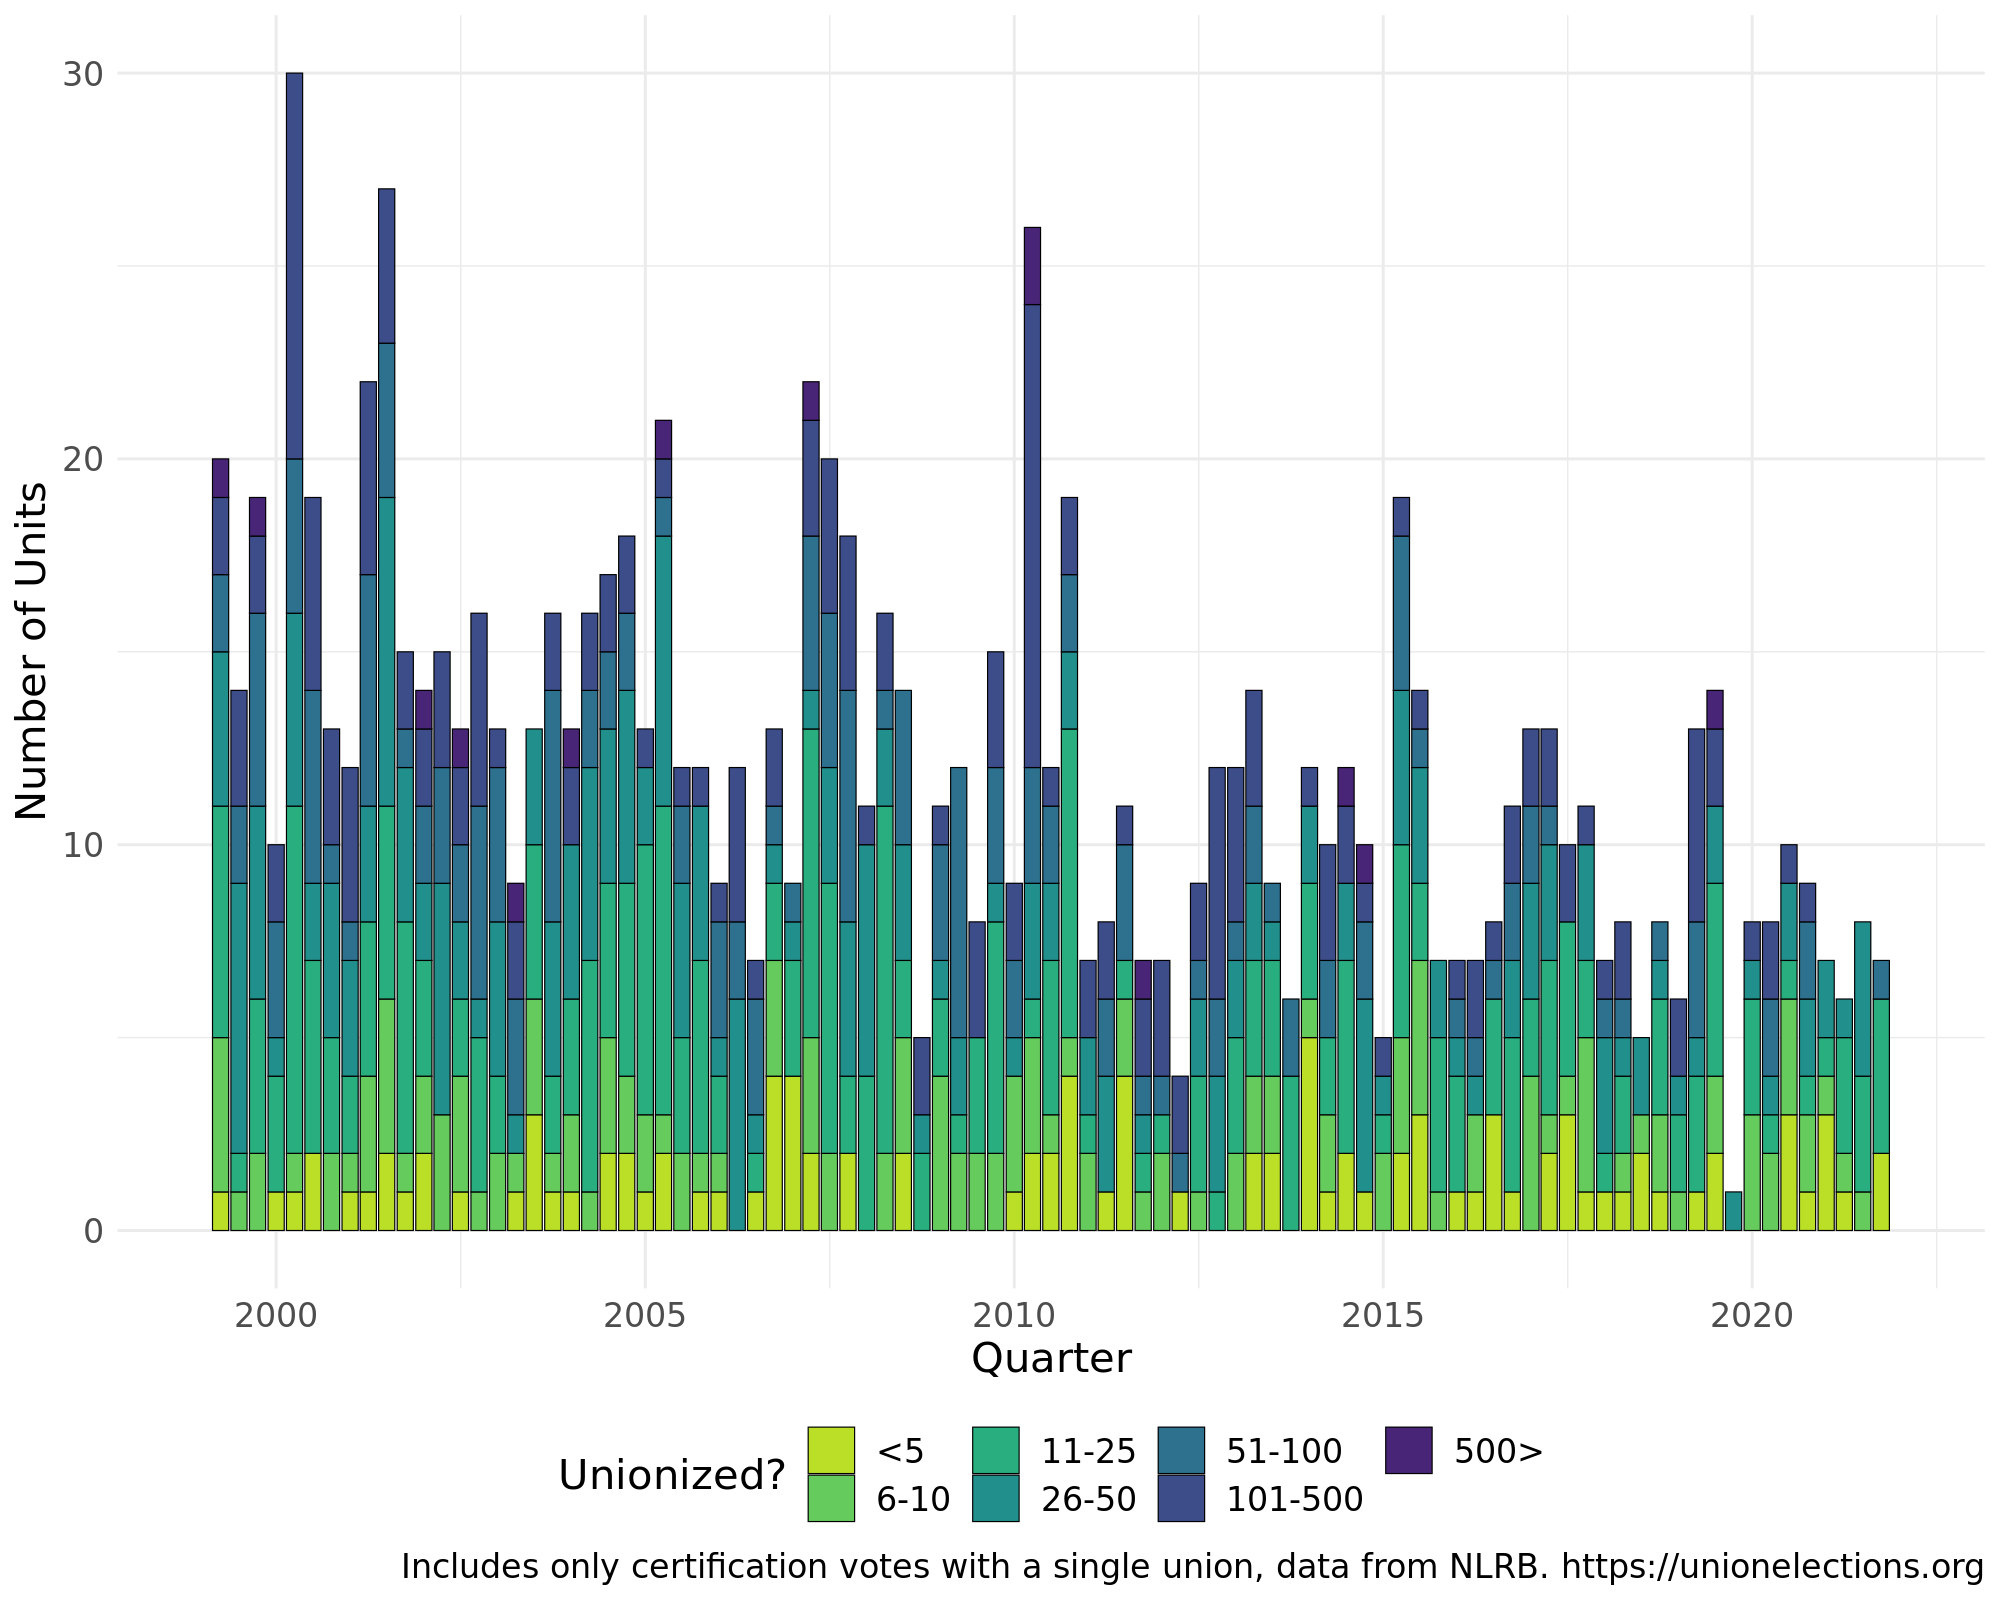 30
20
10
0
Number of Units
2000 2005 2010 2015 2020
Quarter
Unionized?
<5 11-25 51-100 500>
6-10 26-50 101-500
Includes only certification votes with a single union, data from NLRB. https://unionelections.org